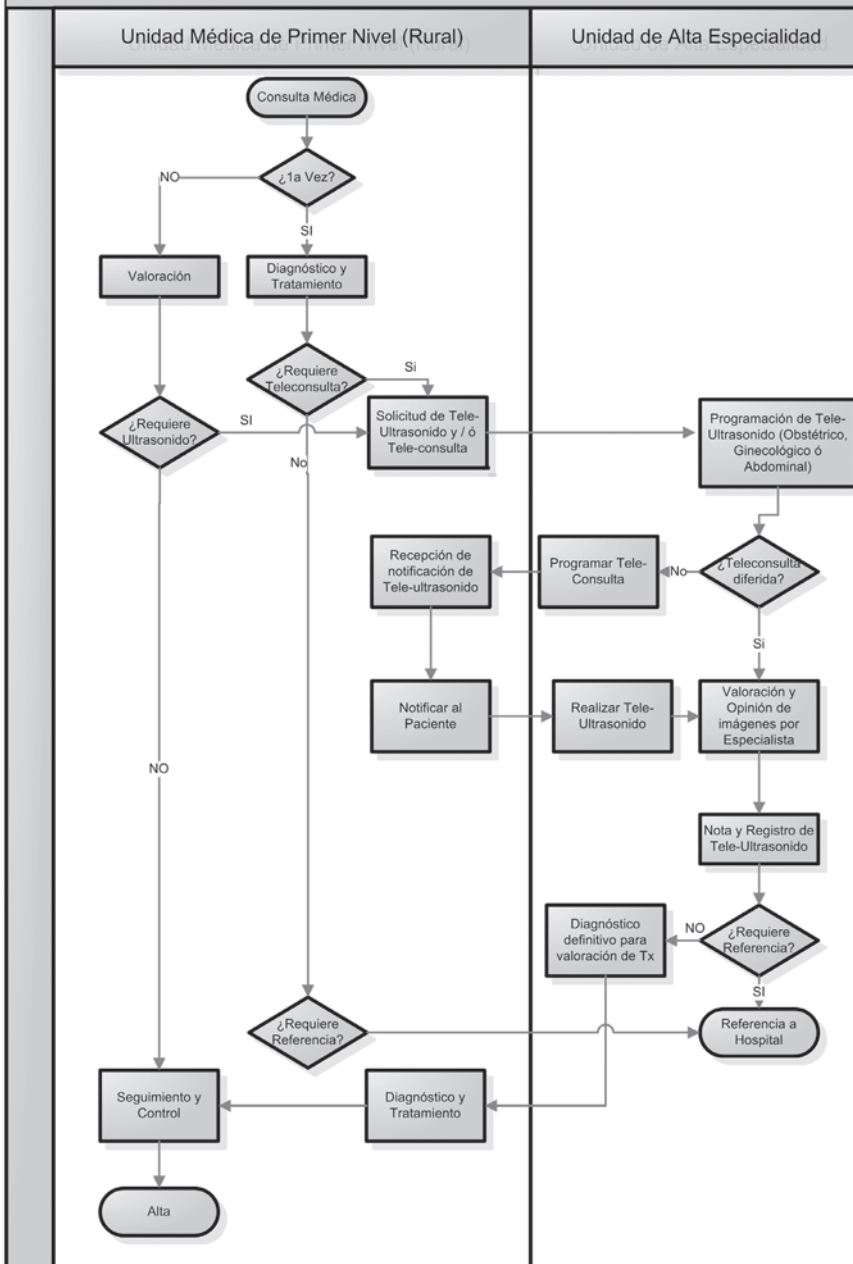 Unidad Médica de Primer Nivel (Rural)
Unidad de Alta Especialidad
Consulta Médica
¿1a Vez?
NO
SI
Valoración
Diagnóstico y
Tratamiento
¿Requiere
Teleconsulta?
Si
¿Requiere
Ultrasonido?
SI
Solicitud de Tele-
Ultrasonido y / ó
Tele-consulta
Programación de Tele-
Ultrasonido (Obstétrico,
Ginecológico ó
Abdominal)
No
Recepción de
notificación de
Tele-ultrasonido
Programar Tele-
Consulta
No
¿Teleconsulta
diferida?
Si
Notificar al
Paciente
Realizar Tele-
Ultrasonido
Valoración y
Opinión de
imágenes por
Especialista
NO
Nota y Registro de
Tele-Ultrasonido
Diagnóstico
definitivo para
valoración de Tx
NO
¿Requiere
Referencia?
SI
¿Requiere
Referencia?
Referencia a
Hospital
Seguimiento y
Control
Diagnóstico y
Tratamiento
Alta